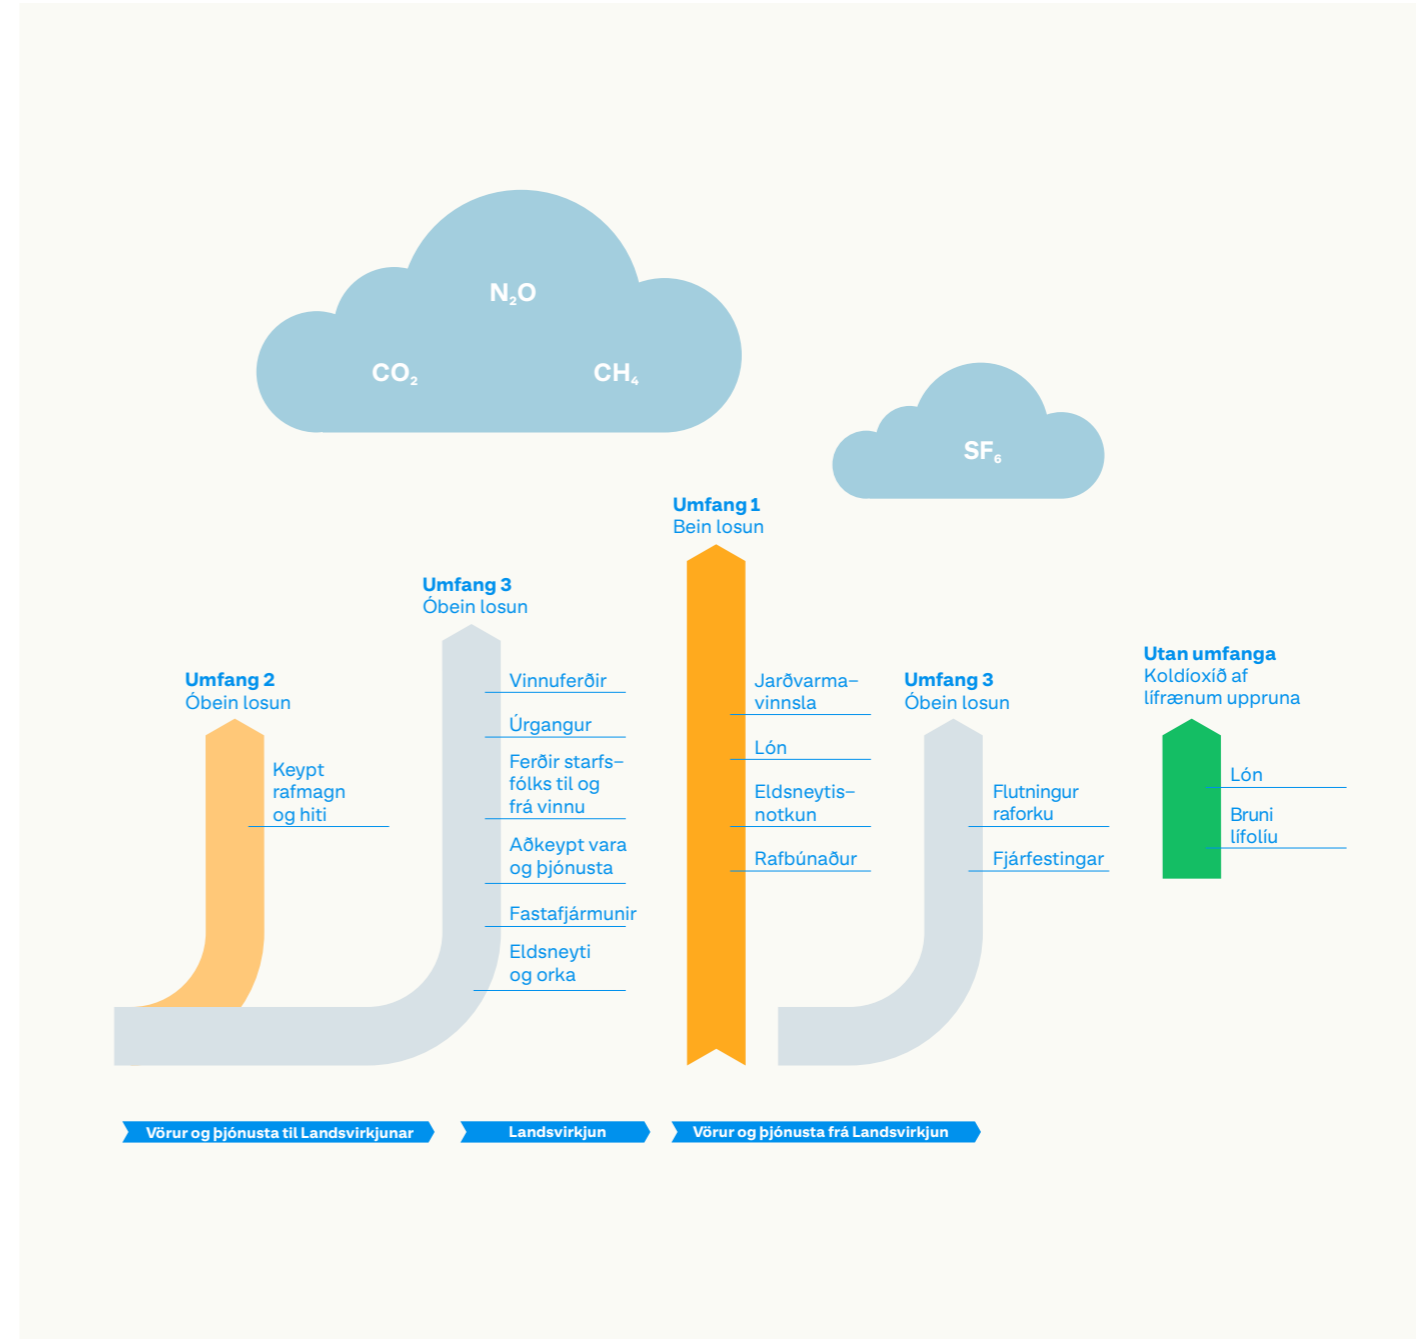 N₂O
CO₂
CH₄
SF₆
Umfang 2
Óbein losun
Keypt
rafmagn
og hiti
Umfang 3
Óbein losun
Vinnuferðir
Úrgangur
Ferðir starfs–
fólks til og
frá vinnu
Aðkeypt vara
og þjónusta
Fastafjármunir
Eldsneyti
og orka
Umfang 1
Bein losun
Jarðvarma–
vinnsla
Lón
Eldsneytis–
notkun
Rafbúnaður
Umfang 3
Óbein losun
Flutningur
raforku
Fjárfestingar
Utan umfanga
Koldíoxíð af
lífrænum uppruna
Lón
Bruni
lífolíu
Vörur og þjónusta til Landsvirkjunar
Landsvirkjun
Vörur og þjónusta frá Landsvirkjun